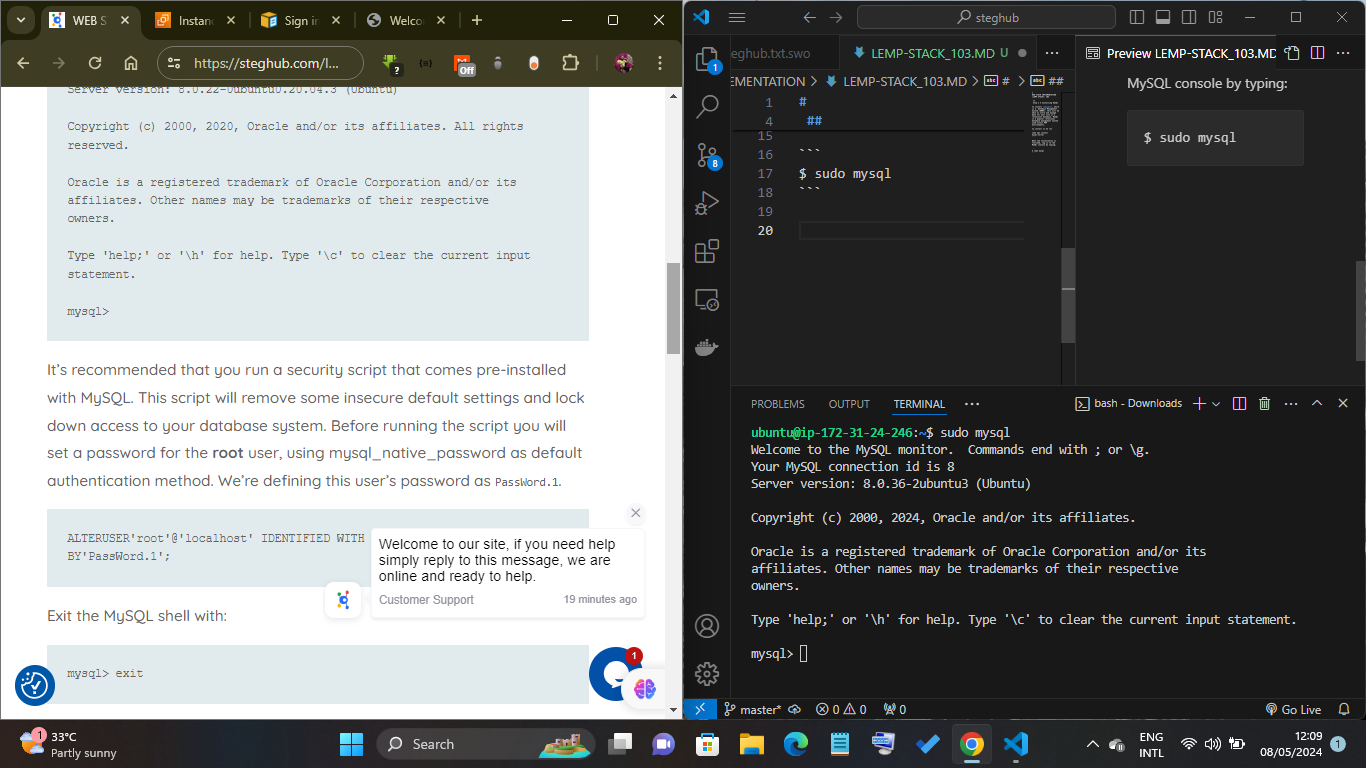 WEB S
Instan
Sign in
Welco
https://steghub.com/l...
?
Off
Server version: 8.0.22-0ubuntu0.20.04.3 (Ubuntu)
Copyright (c) 2000, 2020, Oracle and/or its affiliates. All rights
reserved.
Oracle is a registered trademark of Oracle Corporation and/or its
affiliates. Other names may be trademarks of their respective
owners.
Type 'help;' or '\h' for help. Type '\c' to clear the current input
statement.
mysql>
It's recommended that you run a security script that comes pre-installed
with MySQL. This script will remove some insecure default settings and lock
down access to your database system. Before running the script you will
set a password for the root user, using mysql_native_password as default
authentication method. We're defining this user's password as PassWord.1.
ALTERUSER'root'@'localhost' IDENTIFIED WITH
BY'PassWord.1';
Welcome to our site, if you need help
simply reply to this message, we are
online and ready to help.
Customer Support 19 minutes ago
Exit the MySQL shell with:
mysql> exit
1
steghub
eghub.txt.swo
LEMP-STACK_103.MD U
Preview LEMP-STACK_103.MD
EMENTATION > LEMP-STACK_103.MD > # > ##
1 #
4 ##
15
16 ```
17 $ sudo mysql
18 ```
19
20
MySQL console by typing:
$ sudo mysql
1
8
PROBLEMS OUTPUT TERMINAL ... bash - Downloads
ubuntu@ip-172-31-24-246:~$ sudo mysql
Welcome to the MySQL monitor. Commands end with ; or \g.
Your MySQL connection id is 8
Server version: 8.0.36-2ubuntu3 (Ubuntu)
Copyright (c) 2000, 2024, Oracle and/or its affiliates.
Oracle is a registered trademark of Oracle Corporation and/or its
affiliates. Other names may be trademarks of their respective
owners.
Type 'help;' or '\h' for help. Type '\c' to clear the current input statement.
mysql>
master* 0 0 0 Go Live
1
33°C
Partly sunny
Search
ENG
INTL
12:09
08/05/2024
1